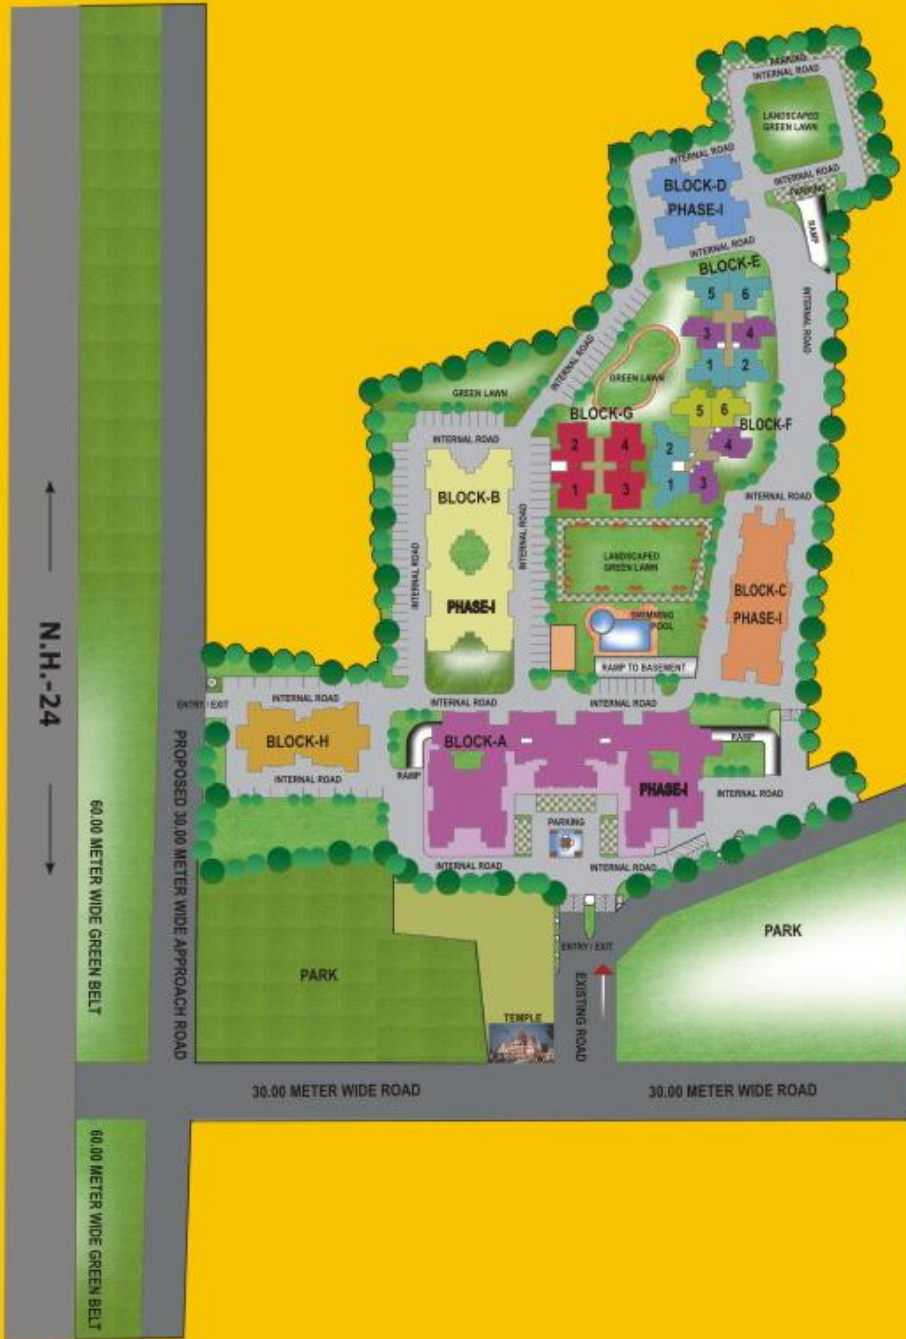 PARKING
INTERNAL ROAD
LANDSCAPED
GREEN LAWN
INTERNAL ROAD
INTERNAL ROAD
PARKING
BLOCK-D
PHASE-I
RAMP
INTERNAL ROAD
BLOCK-E
5 6
3 4
1 2
INTERNAL ROAD
INTERNAL ROAD
GREEN LAWN
GREEN LAWN
BLOCK-G
2 4
1 3
5 6
BLOCK-F
2 4
1 3
INTERNAL ROAD
BLOCK-B
PHASE-I
INTERNAL ROAD
INTERNAL ROAD
INTERNAL ROAD
LANDSCAPED
GREEN LAWN
BLOCK-C
PHASE-I
SWIMMING
POOL
RAMP TO BASEMENT
N.H.-24
ENTRY / EXIT
INTERNAL ROAD
INTERNAL ROAD
INTERNAL ROAD
BLOCK-H
BLOCK-A
RAMP
RAMP
INTERNAL ROAD
PHASE-I
INTERNAL ROAD
PARKING
INTERNAL ROAD
INTERNAL ROAD
PROPOSED 30.00 METER WIDE APPROACH ROAD
60.00 METER WIDE GREEN BELT
PARK
PARK
ENTRY / EXIT
EXISTING ROAD
TEMPLE
30.00 METER WIDE ROAD
30.00 METER WIDE ROAD
60.00 METER WIDE GREEN BELT